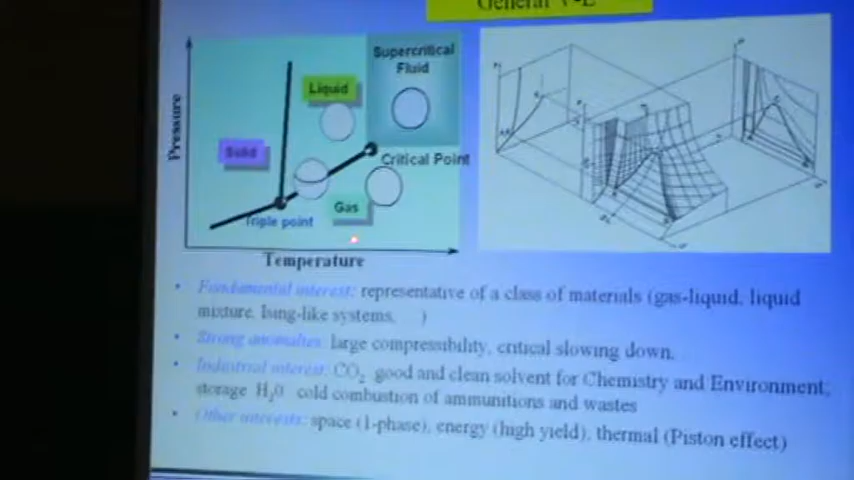 General V-L
Pressure
Supercritical
Fluid
Liquid
Solid
Critical Point
Gas
Triple point
Temperature
• Fundamental interest: representative of a class of materials (gas-liquid, liquid
mixture, Ising-like systems, )
• Strong anomalies: large compressibility, critical slowing down.
• Industrial interest: CO2 good and clean solvent for Chemistry and Environment;
storage H20 cold combustion of ammunitions and wastes
• Other interests: space (1-phase), energy (high yield), thermal (Piston effect)